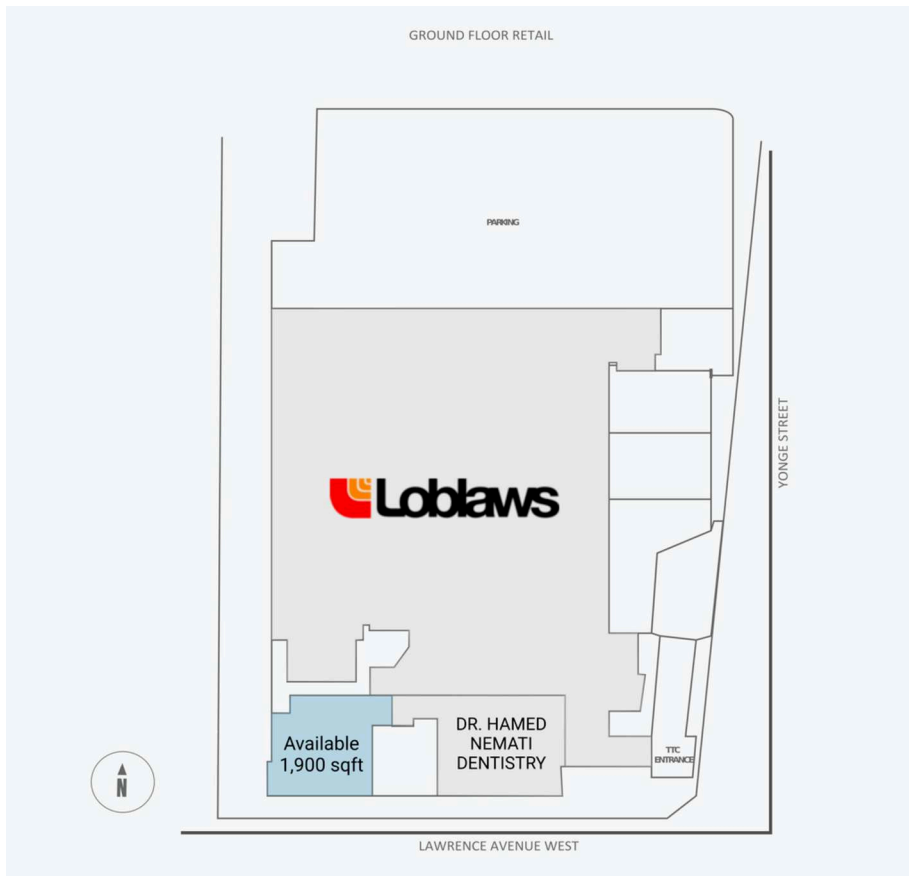 GROUND FLOOR RETAIL
PARKING
YONGE STREET
Loblaws
DR. HAMED
NEMATI
DENTISTRY
Available
1,900 sqft
TTC
ENTRANCE
N
LAWRENCE AVENUE WEST